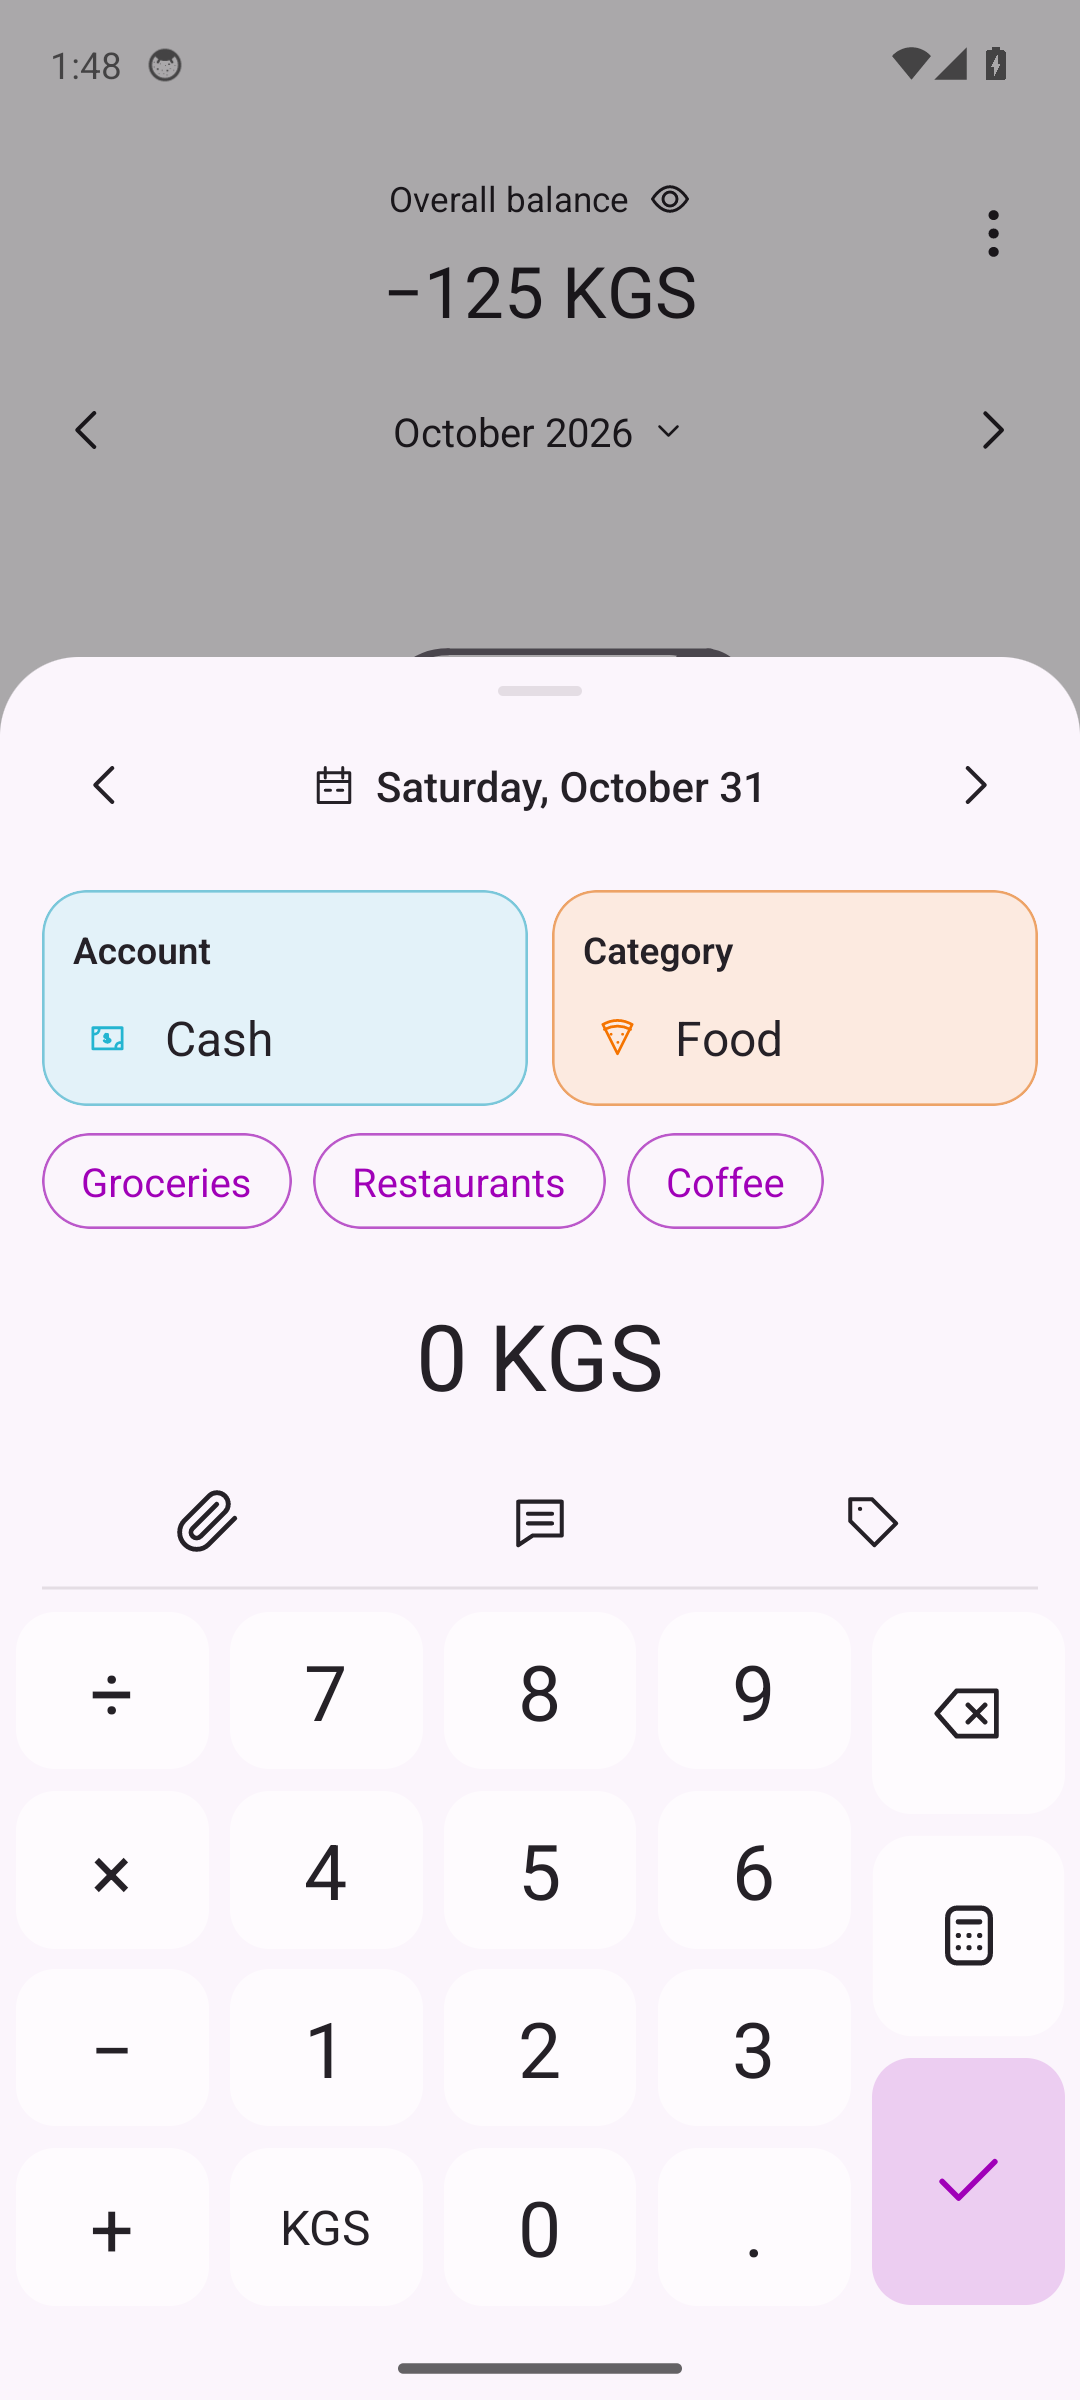 1:48
Overall balance
−125 KGS
October 2026
Saturday, October 31
Account
Category
Cash
Food
Groceries
Restaurants
Coffee
0 KGS
÷ 7 8 9
× 4 5 6
− 1 2 3
+ KGS 0 .